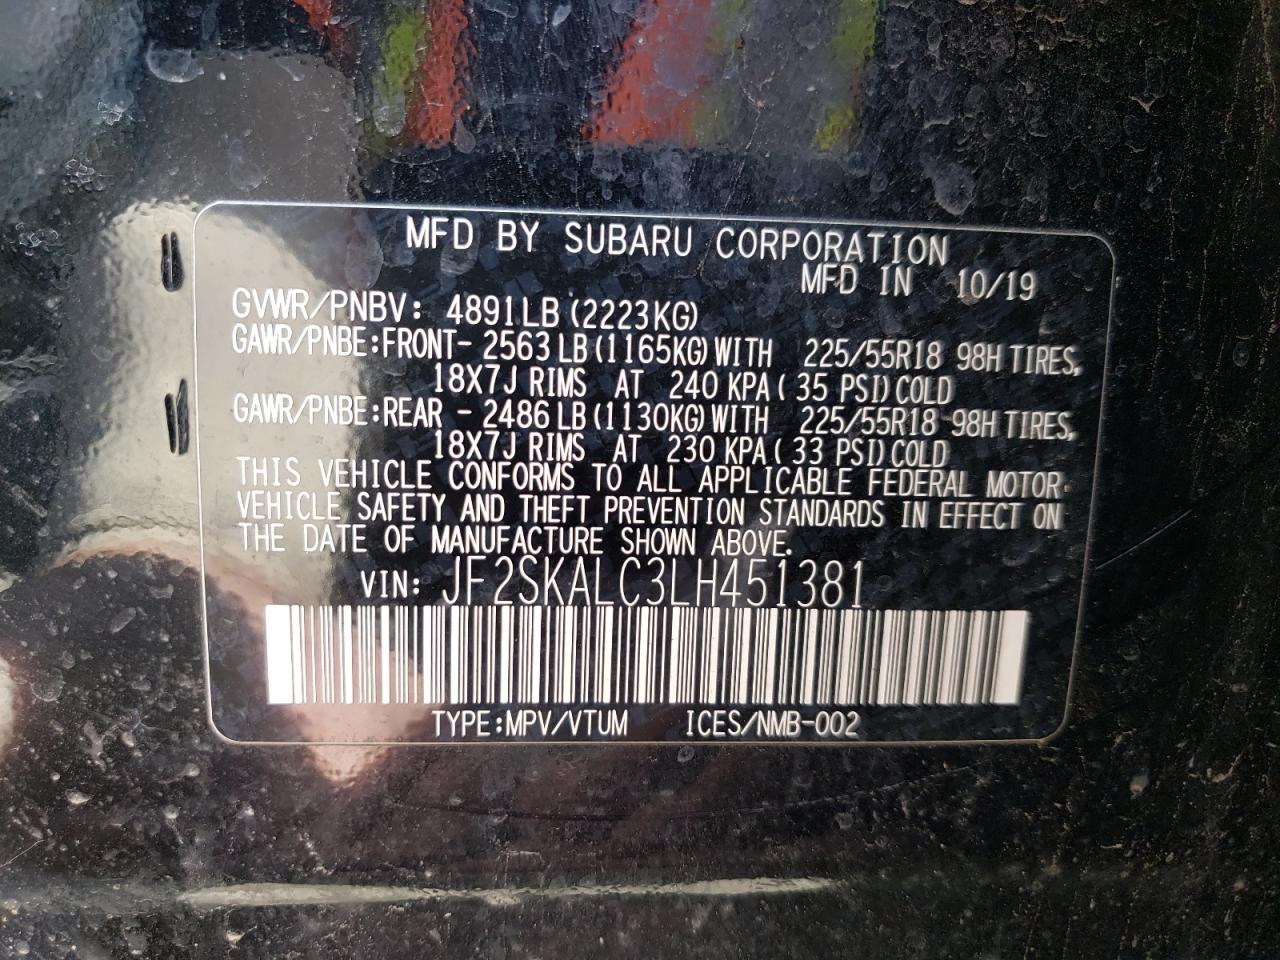 MFD BY SUBARU CORPORATION
MFD IN 10/19
GVWR/PNBV: 4891LB (2223KG)
GAWR/PNBE:FRONT- 2563 LB (1165KG) WITH 225/55R18 98H TIRES,
18X7J RIMS AT 240 KPA ( 35 PSI) COLD
GAWR/PNBE:REAR - 2486 LB (1130KG) WITH 225/55R18 98H TIRES,
18X7J RIMS AT 230 KPA ( 33 PSI) COLD
THIS VEHICLE CONFORMS TO ALL APPLICABLE FEDERAL MOTOR
VEHICLE SAFETY AND THEFT PREVENTION STANDARDS IN EFFECT ON
THE DATE OF MANUFACTURE SHOWN ABOVE.
VIN: JF2SKALC3LH451381
TYPE:MPV/VTUM ICES/NMB-002